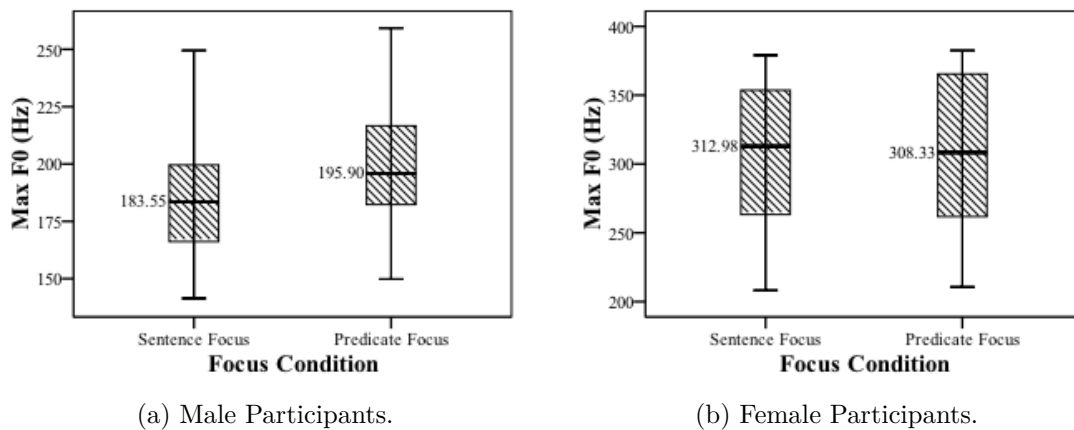 Max F0 (Hz)
250
225
200
175
150
183.55
195.90
Sentence Focus
Predicate Focus
Focus Condition
(a) Male Participants.
Max F0 (Hz)
400
350
300
250
200
312.98
308.33
Sentence Focus
Predicate Focus
Focus Condition
(b) Female Participants.